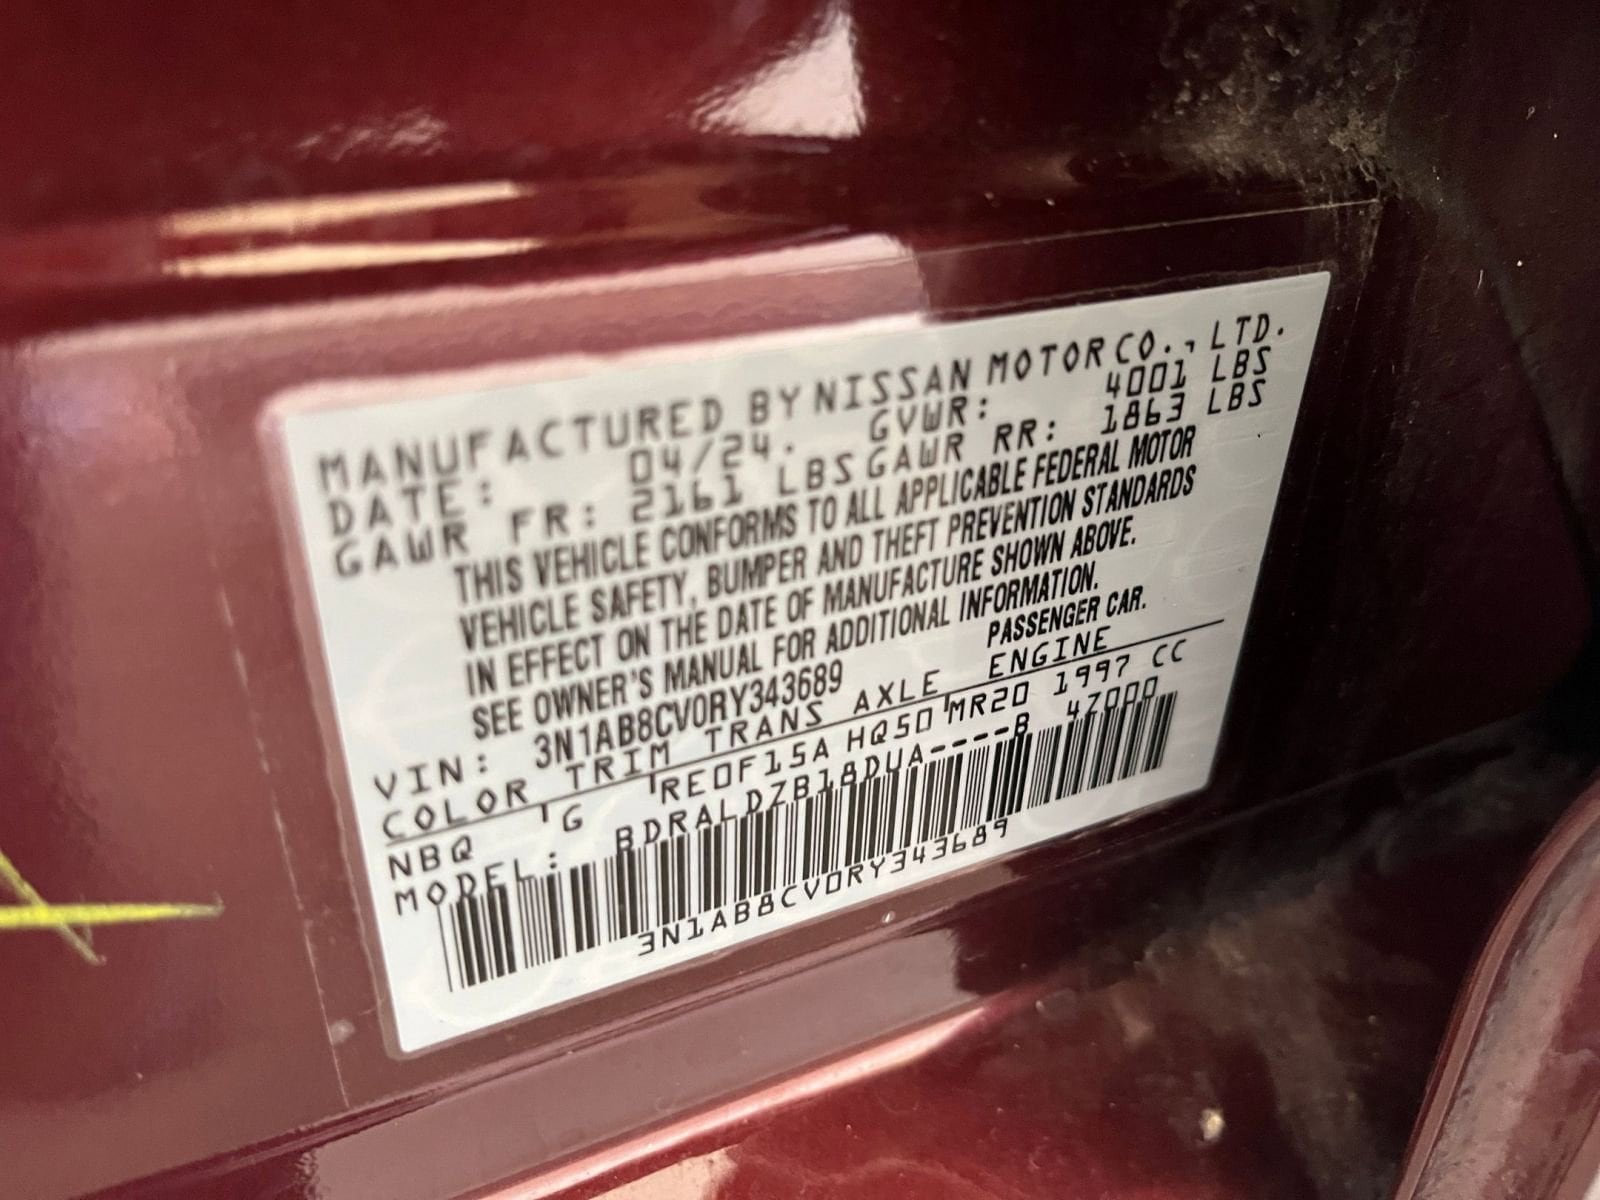 MANUFACTURED BY NISSAN MOTOR CO., LTD.
DATE: 04/24. GVWR: 4001 LBS
GAWR FR: 2161 LBS GAWR RR: 1863 LBS
THIS VEHICLE CONFORMS TO ALL APPLICABLE FEDERAL MOTOR
VEHICLE SAFETY, BUMPER AND THEFT PREVENTION STANDARDS
IN EFFECT ON THE DATE OF MANUFACTURE SHOWN ABOVE.
SEE OWNER'S MANUAL FOR ADDITIONAL INFORMATION.
VIN: 3N1AB8CV0RY343689 PASSENGER CAR.
COLOR TRIM TRANS AXLE ENGINE
NBQ G RE0F15A HQ50 MR20 1997 CC
MODEL: BDRALDZB18DUA----B 47000
3N1AB8CV0RY343689